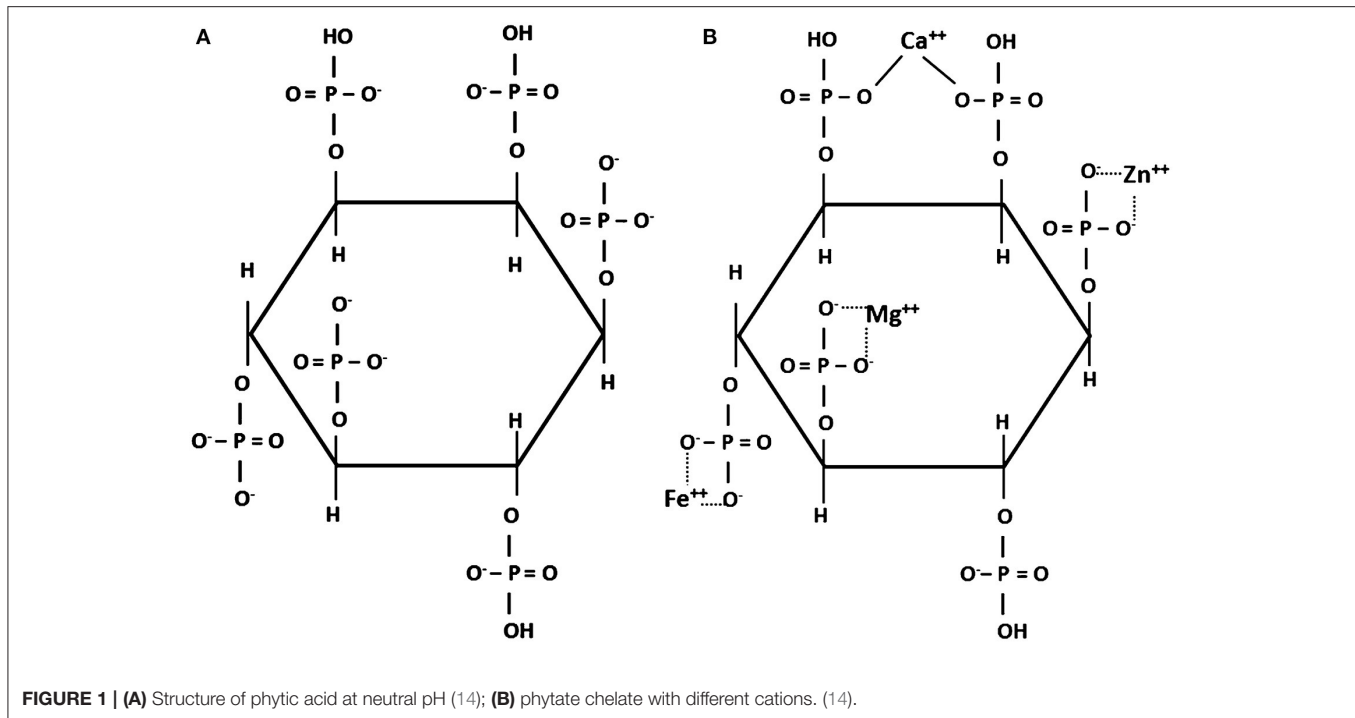 A HO OH B HO Ca++ OH
O = P – O- O- – P = O O = P – O O – P = O
O O O- O O O- Zn++
O = P – O- O = P – O-
H H O H H O
H O- H O- Mg++
O = P – O- H O = P – O- H
O O H O O H
O- – P = O O- – P = O
O- H O Fe++ O- H O
O- – P = O O- – P = O
OH OH
FIGURE 1 | (A) Structure of phytic acid at neutral pH (14); (B) phytate chelate with different cations. (14).